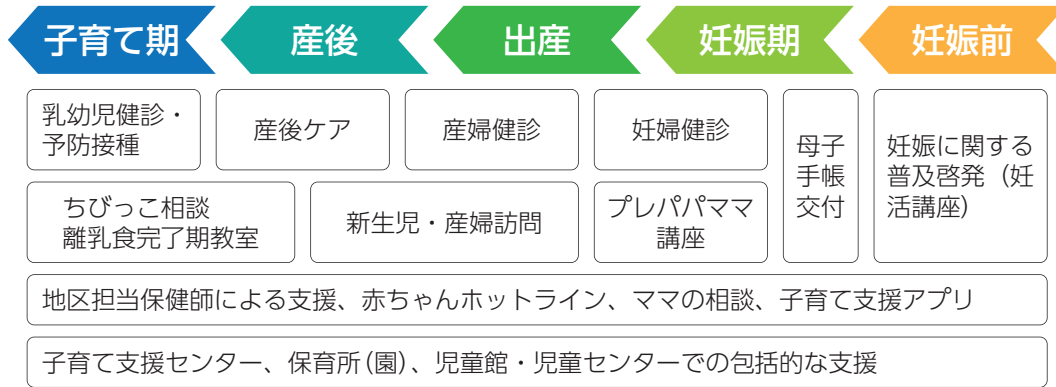 子育て期
産後
出産
妊娠期
妊娠前
乳幼児健診・
予防接種
産後ケア
産婦健診
妊婦健診
母子
手帳
交付
妊娠に関する
普及啓発（妊
活講座）
ちびっこ相談
離乳食完了期教室
新生児・産婦訪問
プレパパママ
講座
地区担当保健師による支援、赤ちゃんホットライン、ママの相談、子育て支援アプリ
子育て支援センター、保育所(園)、児童館・児童センターでの包括的な支援